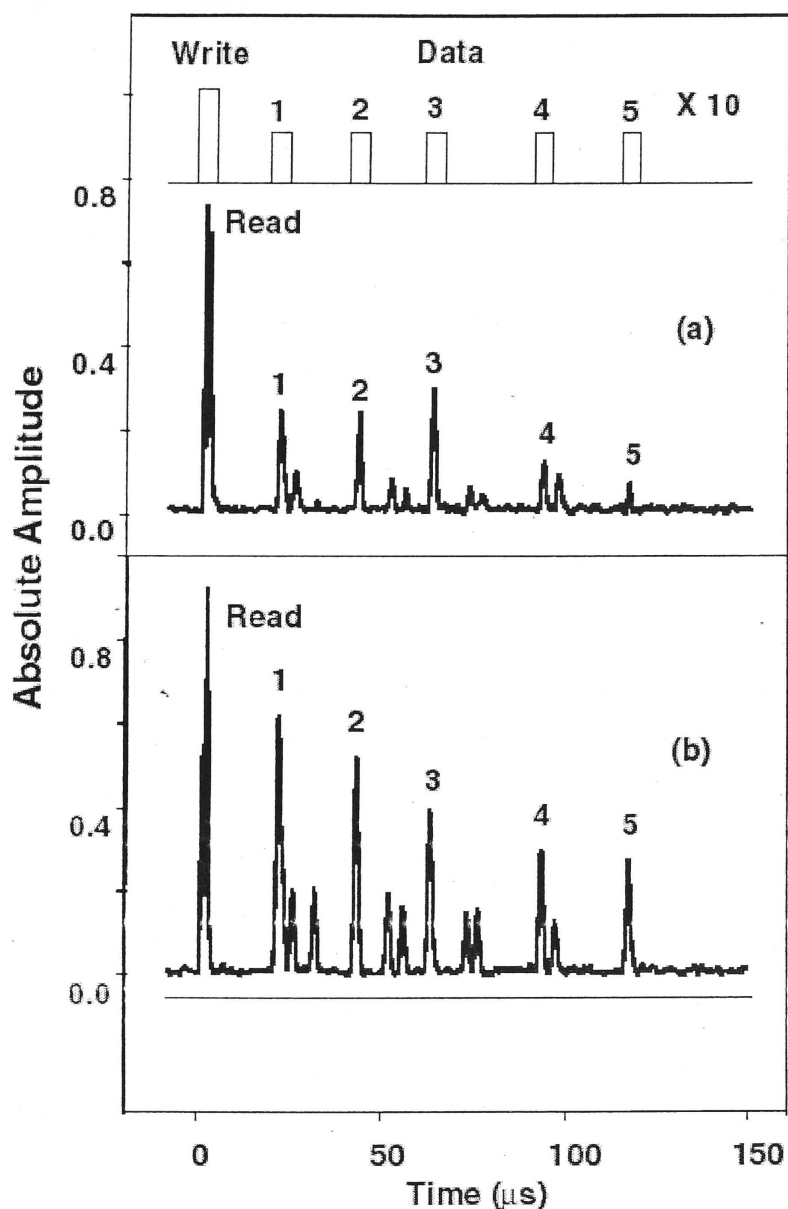 Write Data
1 2 3 4 5 X 10
0.8
Read
(a)
0.4
1 2 3 4 5
0.0
Absolute Amplitude
Read
0.8
1 2 3 4 5
(b)
0.4
0.0
0 50 100 150
Time (μs)